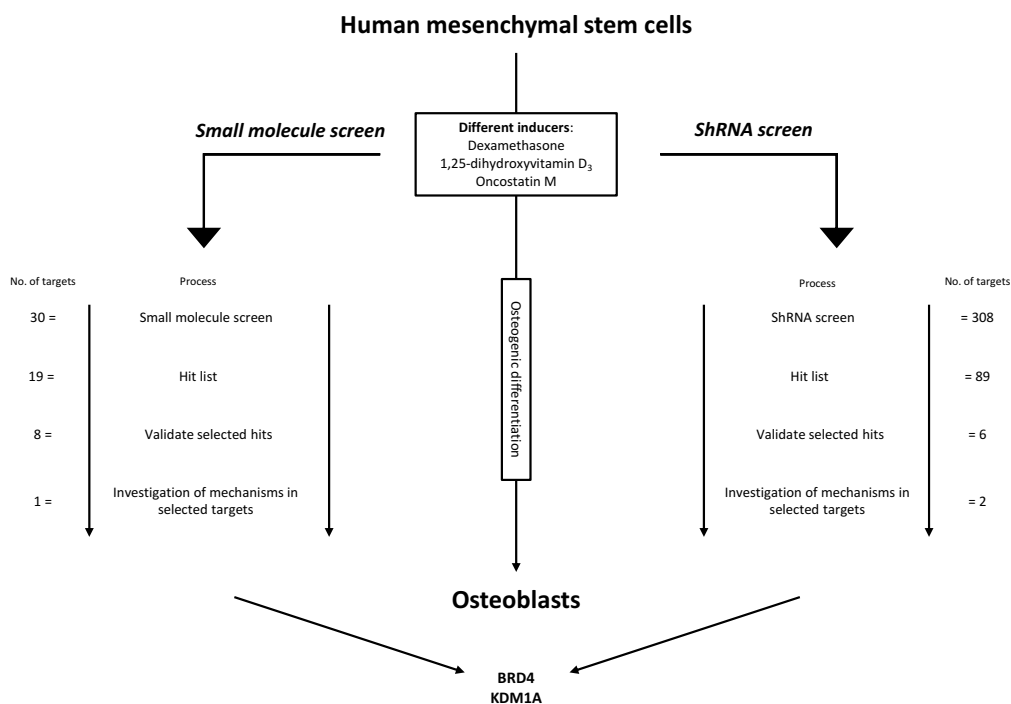 Human mesenchymal stem cells
Small molecule screen
Different inducers:
Dexamethasone
1,25-dihydroxyvitamin D₃
Oncostatin M
ShRNA screen
No. of targets
Process
30 =
Small molecule screen
19 =
Hit list
8 =
Validate selected hits
1 =
Investigation of mechanisms in
selected targets
Osteogenic differentiation
Process
No. of targets
ShRNA screen
= 308
Hit list
= 89
Validate selected hits
= 6
Investigation of mechanisms in
selected targets
= 2
Osteoblasts
BRD4
KDM1A